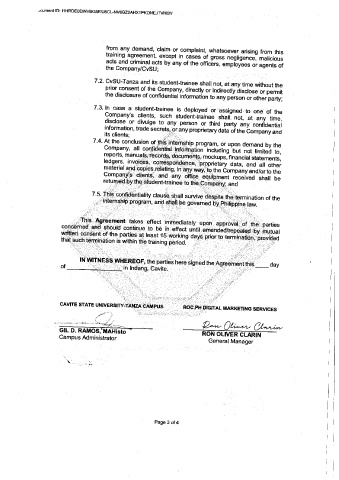 from any demand, claim or complaint, whatsoever arising from this
training agreement, except in cases of gross negligence, malicious
acts and criminal acts by any of the officers, employees or agents of
the Company/CvSU;
7.2. CvSU-Tanza and its student-trainee shall not, at any time without the
prior consent of the Company, directly or indirectly disclose or permit
the disclosure of confidential information to any person or other party;
7.3. In case a student-trainee is deployed or assigned to one of the
Company's clients, such student-trainee shall not, at any time,
disclose or divulge to any person or third party any confidential
information, trade secrets, or any proprietary data of the Company and
its clients;
7.4. At the conclusion of this internship program, or upon demand by the
Company, all confidential information including but not limited to,
reports, manuals, records, documents, mockups, financial statements,
ledgers, invoices, correspondence, proprietary data, and all other
material and copies relating, in any way, to the Company and/or to the
Company's clients, and any office equipment received shall be
returned by the student-trainee to the Company; and
7.5. This confidentiality clause shall survive despite the termination of the
internship program, and shall be governed by Philippine law.
This Agreement takes effect immediately upon approval of the parties
concerned and should continue to be in effect until amended/repealed by mutual
written consent of the parties at least 15 working days prior to termination, provided
that such termination is within the training period.
IN WITNESS WHEREOF, the parties here signed the Agreement this ____ day
of ______________ in Indang, Cavite.
CAVITE STATE UNIVERSITY-TANZA CAMPUS ROC.PH DIGITAL MARKETING SERVICES
Ron Oliver Clarin
GIL D. RAMOS, MAHisto RON OLIVER CLARIN
Campus Administrator General Manager
Page 3 of 4